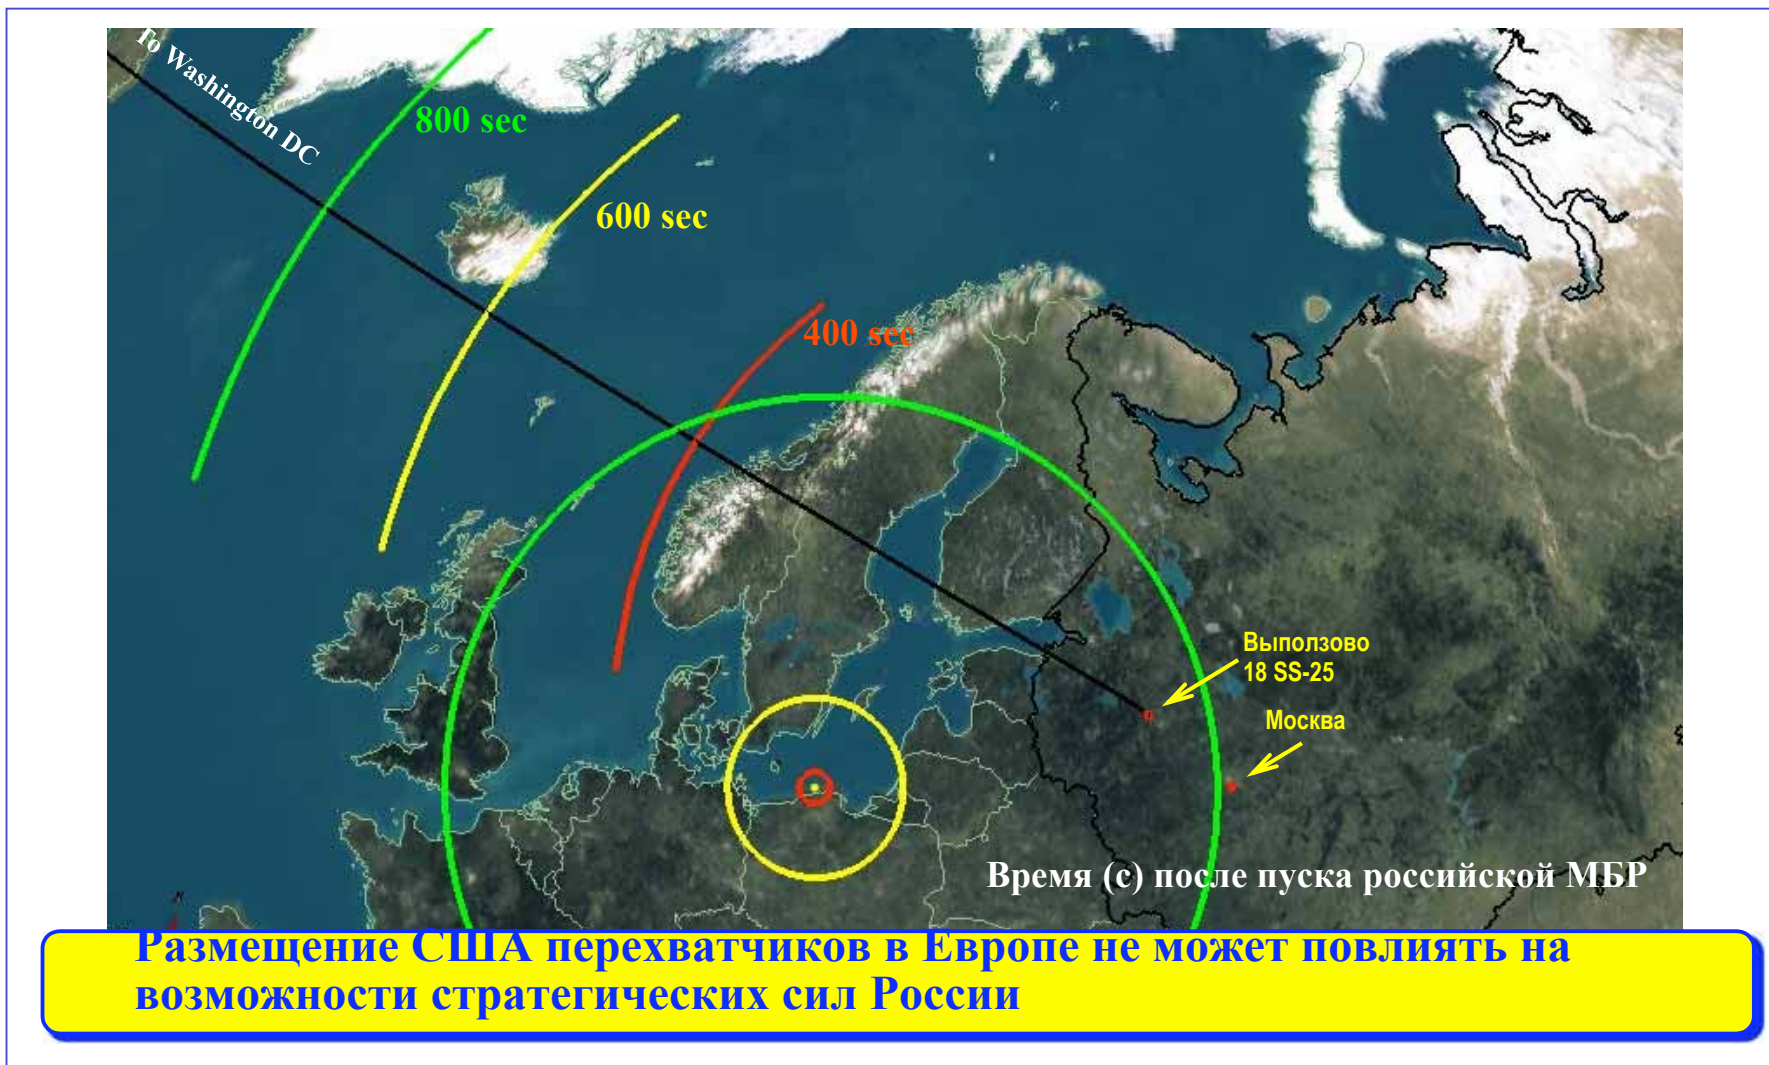 To Washington DC
800 sec
600 sec
400 sec
Выползово
18 SS-25
Москва
Время (с) после пуска российской МБР
Размещение США перехватчиков в Европе не может повлиять на
возможности стратегических сил России